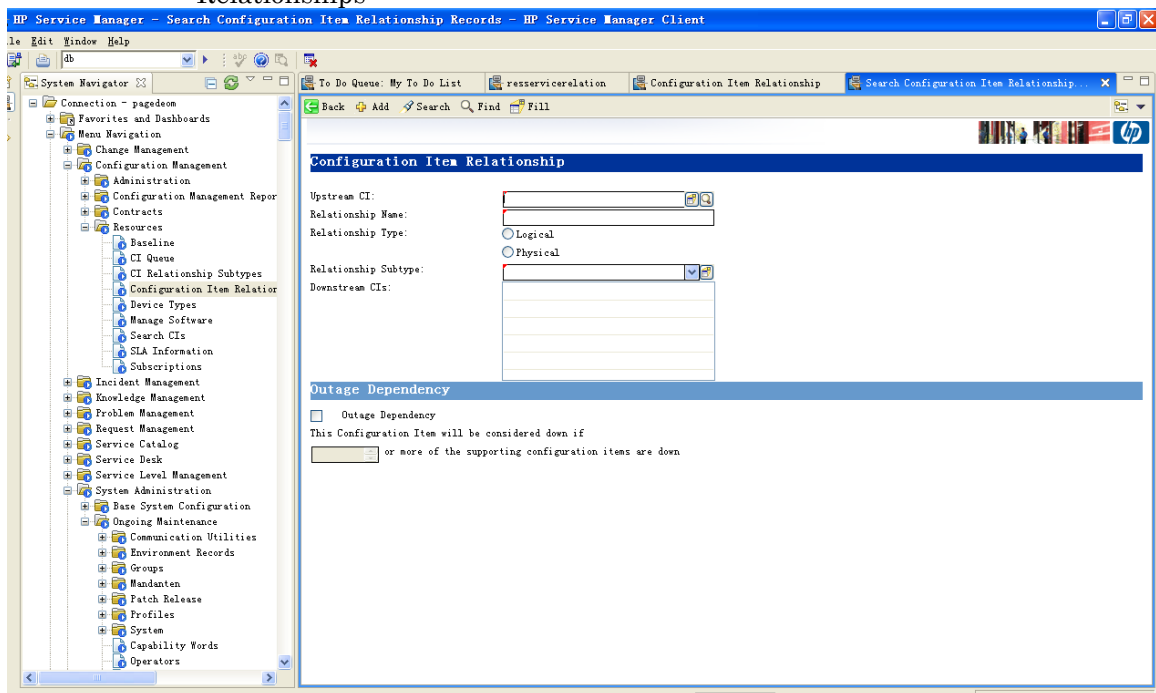 Relationships
HP Service Manager - Search Configuration Item Relationship Records - HP Service Manager Client
le Edit Window Help
db
System Navigator
To Do Queue: My To Do List
resservicerelation
Configuration Item Relationship
Search Configuration Item Relationship...
Connection - pagedeom
Favorites and Dashboards
Menu Navigation
Change Management
Configuration Management
Administration
Configuration Management Repor
Contracts
Resources
Baseline
CI Queue
CI Relationship Subtypes
Configuration Item Relation
Device Types
Manage Software
Search CIs
SLA Information
Subscriptions
Incident Management
Knowledge Management
Problem Management
Request Management
Service Catalog
Service Desk
Service Level Management
System Administration
Base System Configuration
Ongoing Maintenance
Communication Utilities
Environment Records
Groups
Mandanten
Patch Release
Profiles
System
Capability Words
Operators
Back Add Search Find Fill
hp
Configuration Item Relationship
Upstream CI:
Relationship Name:
Relationship Type:
Logical
Physical
Relationship Subtype:
Downstream CIs:
Outage Dependency
Outage Dependency
This Configuration Item will be considered down if
or more of the supporting configuration items are down